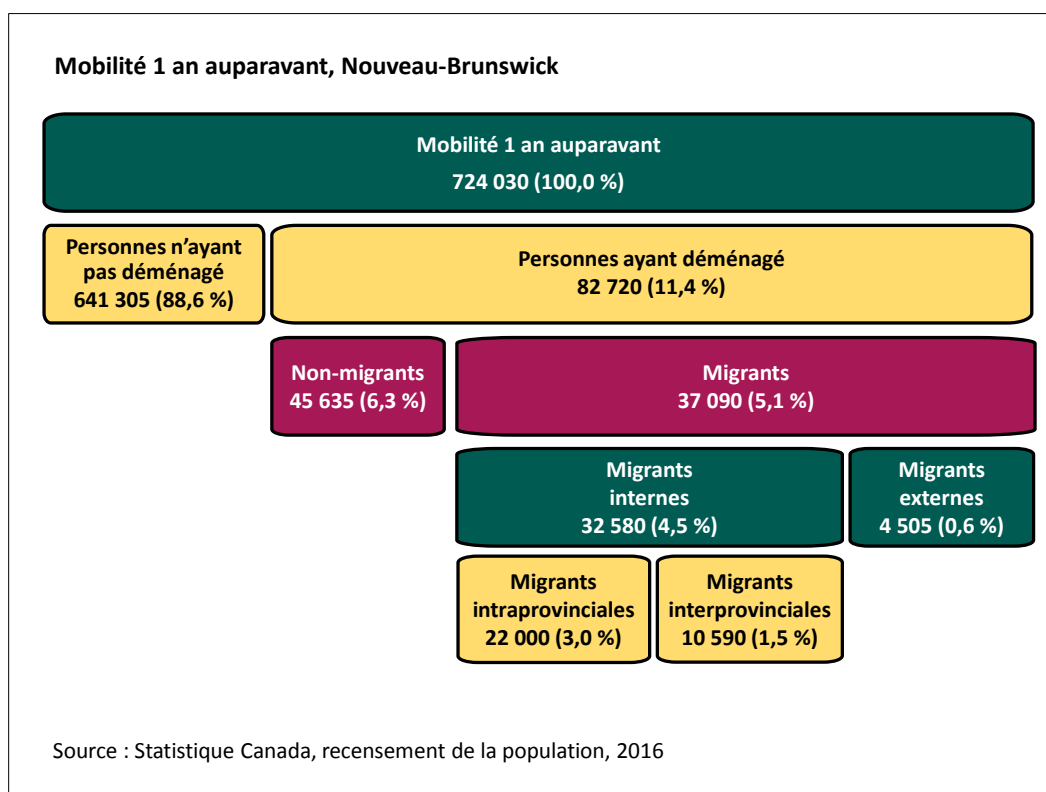 Mobilité 1 an auparavant, Nouveau-Brunswick
Mobilité 1 an auparavant
724 030 (100,0 %)
Personnes n’ayant
pas déménagé
641 305 (88,6 %)
Personnes ayant déménagé
82 720 (11,4 %)
Non-migrants
45 635 (6,3 %)
Migrants
37 090 (5,1 %)
Migrants
internes
32 580 (4,5 %)
Migrants
externes
4 505 (0,6 %)
Migrants
intraprovinciales
22 000 (3,0 %)
Migrants
interprovinciales
10 590 (1,5 %)
Source : Statistique Canada, recensement de la population, 2016